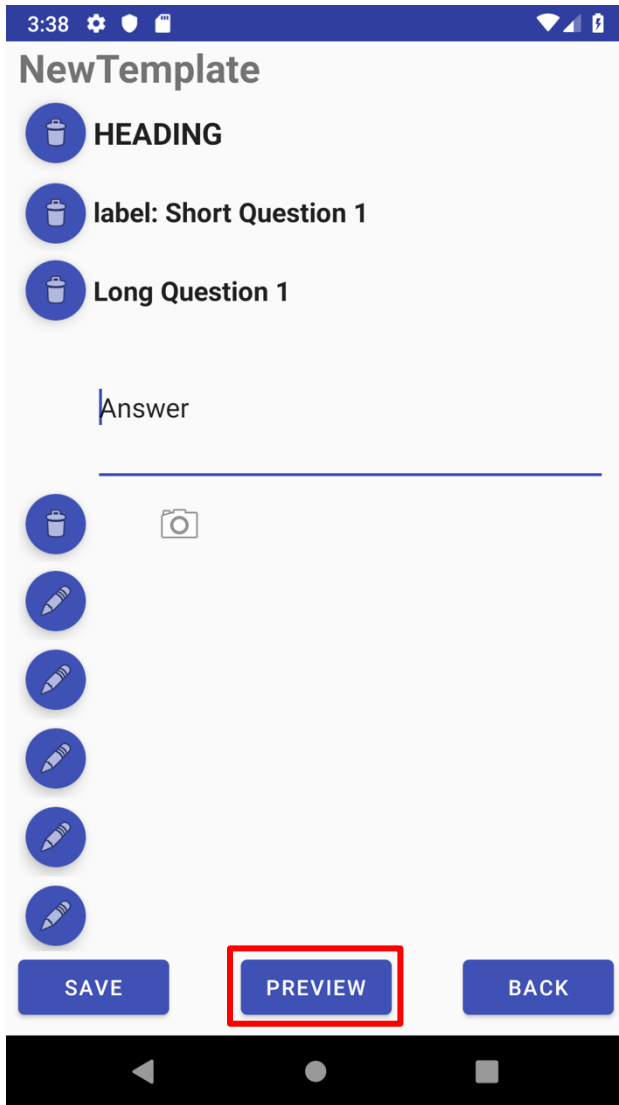 3:38
NewTemplate
HEADING
label: Short Question 1
Long Question 1
Answer
SAVE
PREVIEW
BACK